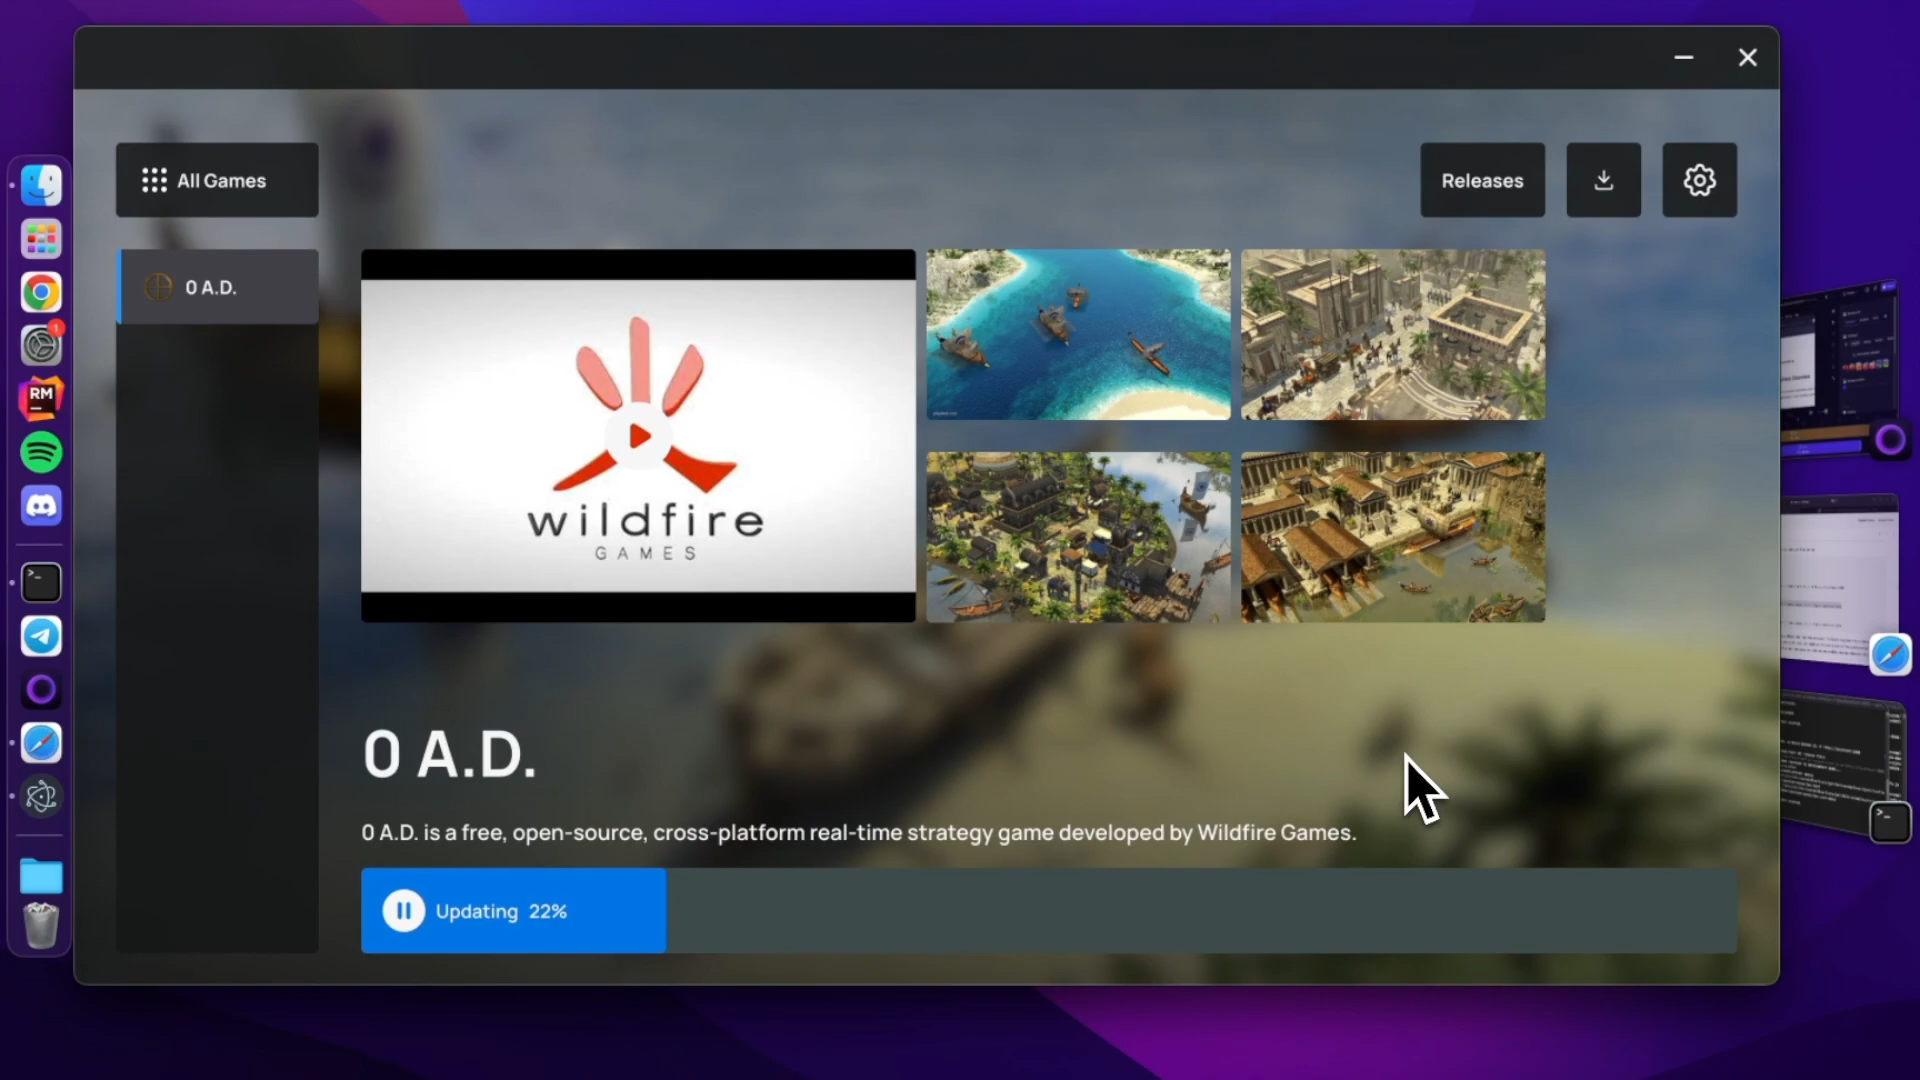 All Games
Releases
0 A.D.
wildfire
GAMES
0 A.D.
0 A.D. is a free, open-source, cross-platform real-time strategy game developed by Wildfire Games.
Updating 22%
1
RM
>-
>-